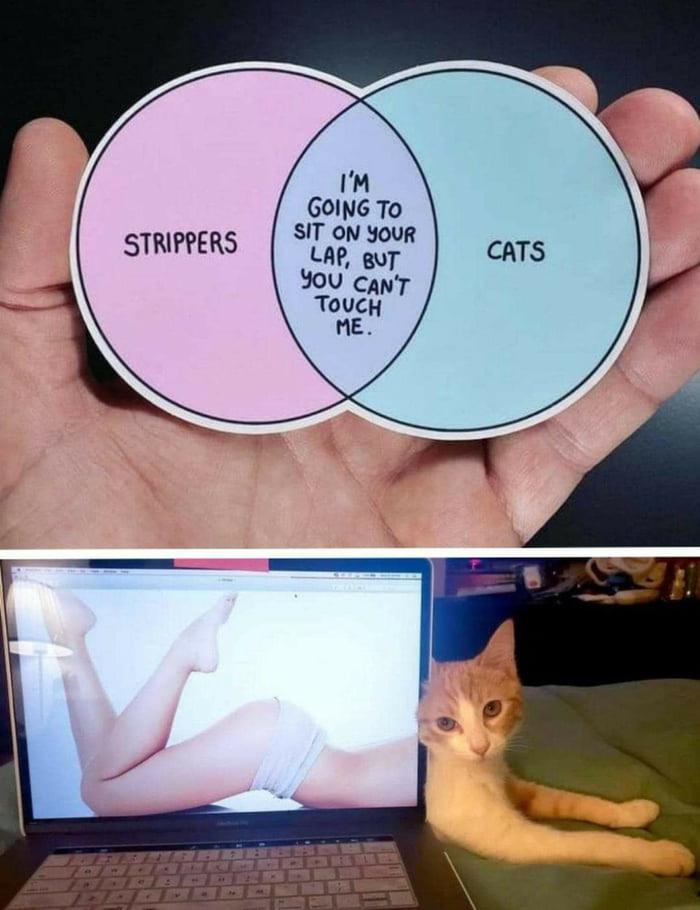 STRIPPERS
I'M
GOING TO
SIT ON YOUR
LAP, BUT
YOU CAN'T
TOUCH
ME.
CATS